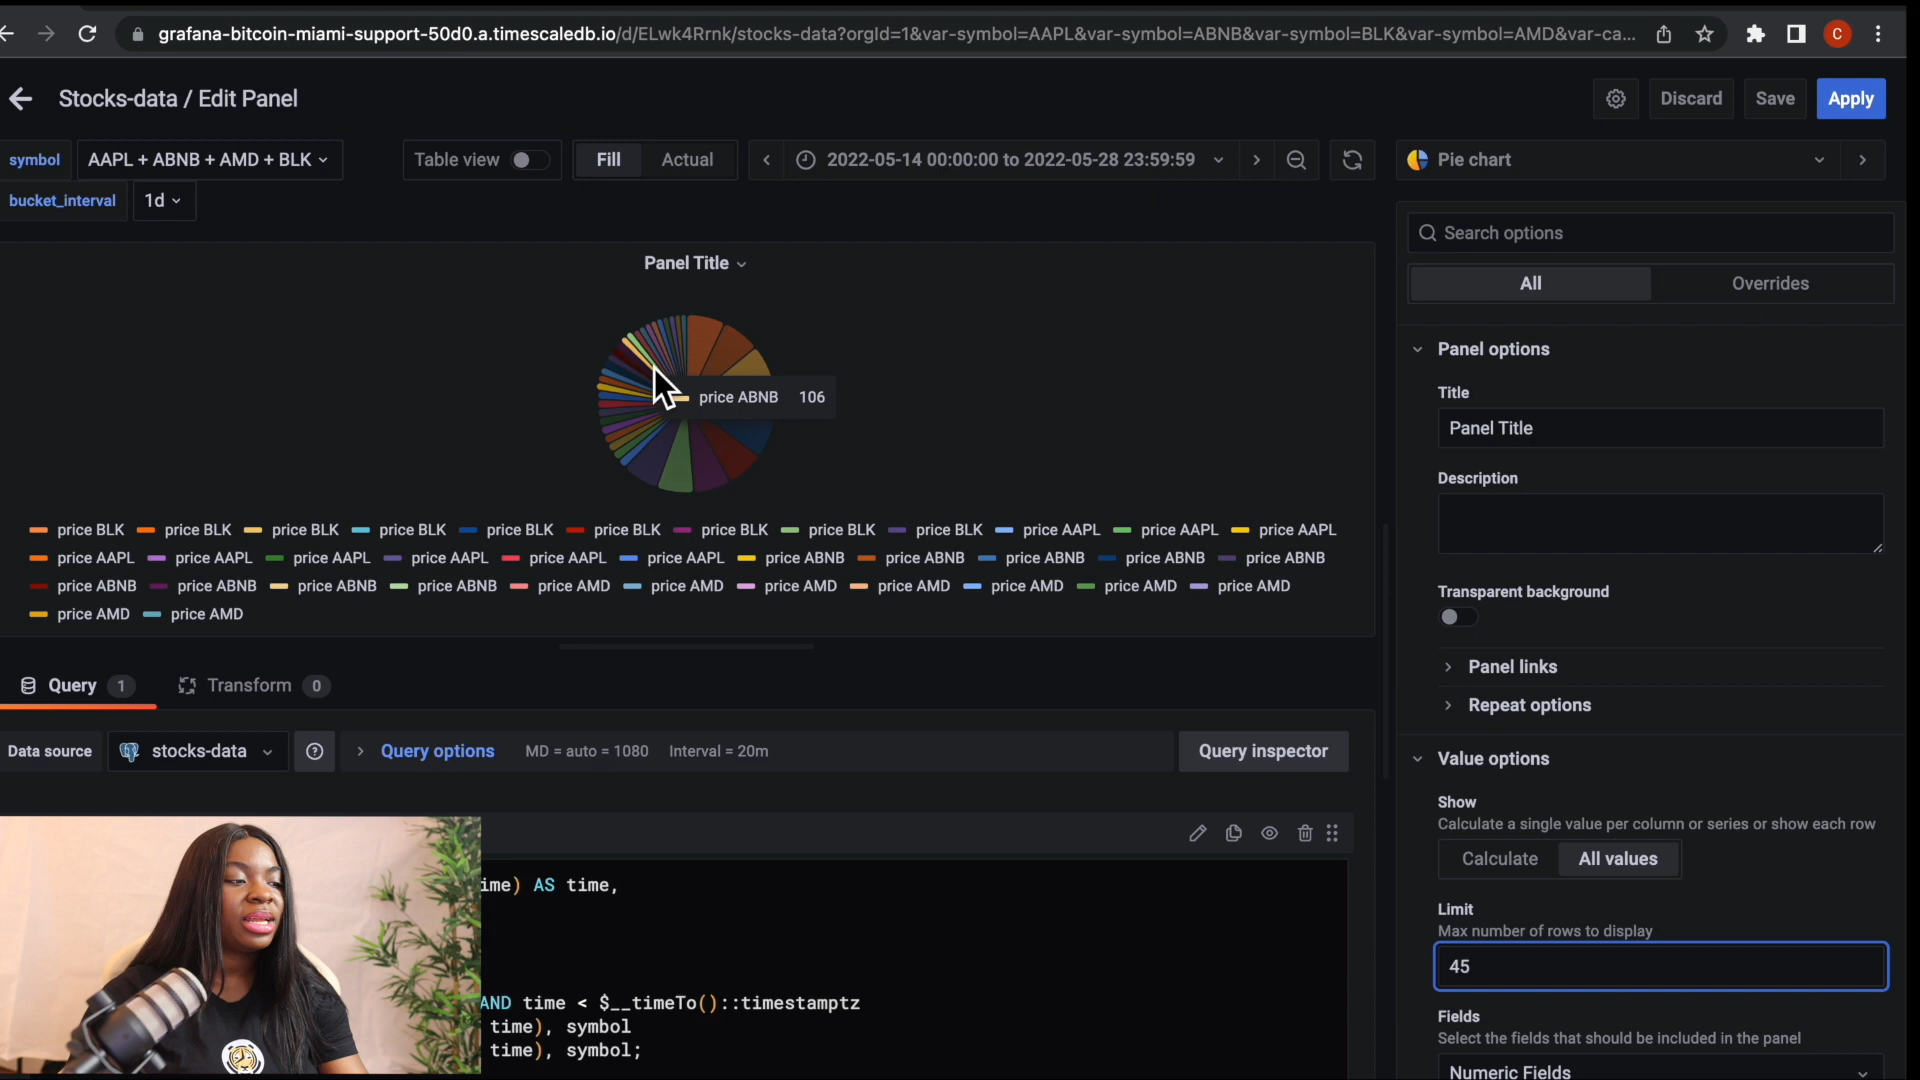 grafana-bitcoin-miami-support-50d0.a.timescaledb.io/d/ELwk4Rrnk/stocks-data?orgId=1&var-symbol=AAPL&var-symbol=ABNB&var-symbol=BLK&var-symbol=AMD&var-ca...
C
Stocks-data / Edit Panel
Discard
Save
Apply
symbol
AAPL + ABNB + AMD + BLK
Table view
Fill
Actual
2022-05-14 00:00:00 to 2022-05-28 23:59:59
Pie chart
bucket_interval
1d
Search options
All
Overrides
Panel Title
price ABNB 106
price BLK price BLK price BLK price BLK price BLK price BLK price BLK price BLK price BLK price AAPL price AAPL price AAPL
price AAPL price AAPL price AAPL price AAPL price AAPL price AAPL price ABNB price ABNB price ABNB price ABNB price ABNB
price ABNB price ABNB price ABNB price ABNB price AMD price AMD price AMD price AMD price AMD price AMD price AMD
price AMD price AMD
Panel options
Title
Panel Title
Description
Transparent background
Panel links
Repeat options
Query 1
Transform 0
Data source
stocks-data
Query options
MD = auto = 1080
Interval = 20m
Query inspector
ime) AS time,
AND time < $__timeTo()::timestamptz
time), symbol
time), symbol;
Value options
Show
Calculate a single value per column or series or show each row
Calculate
All values
Limit
Max number of rows to display
45
Fields
Select the fields that should be included in the panel
Numeric Fields